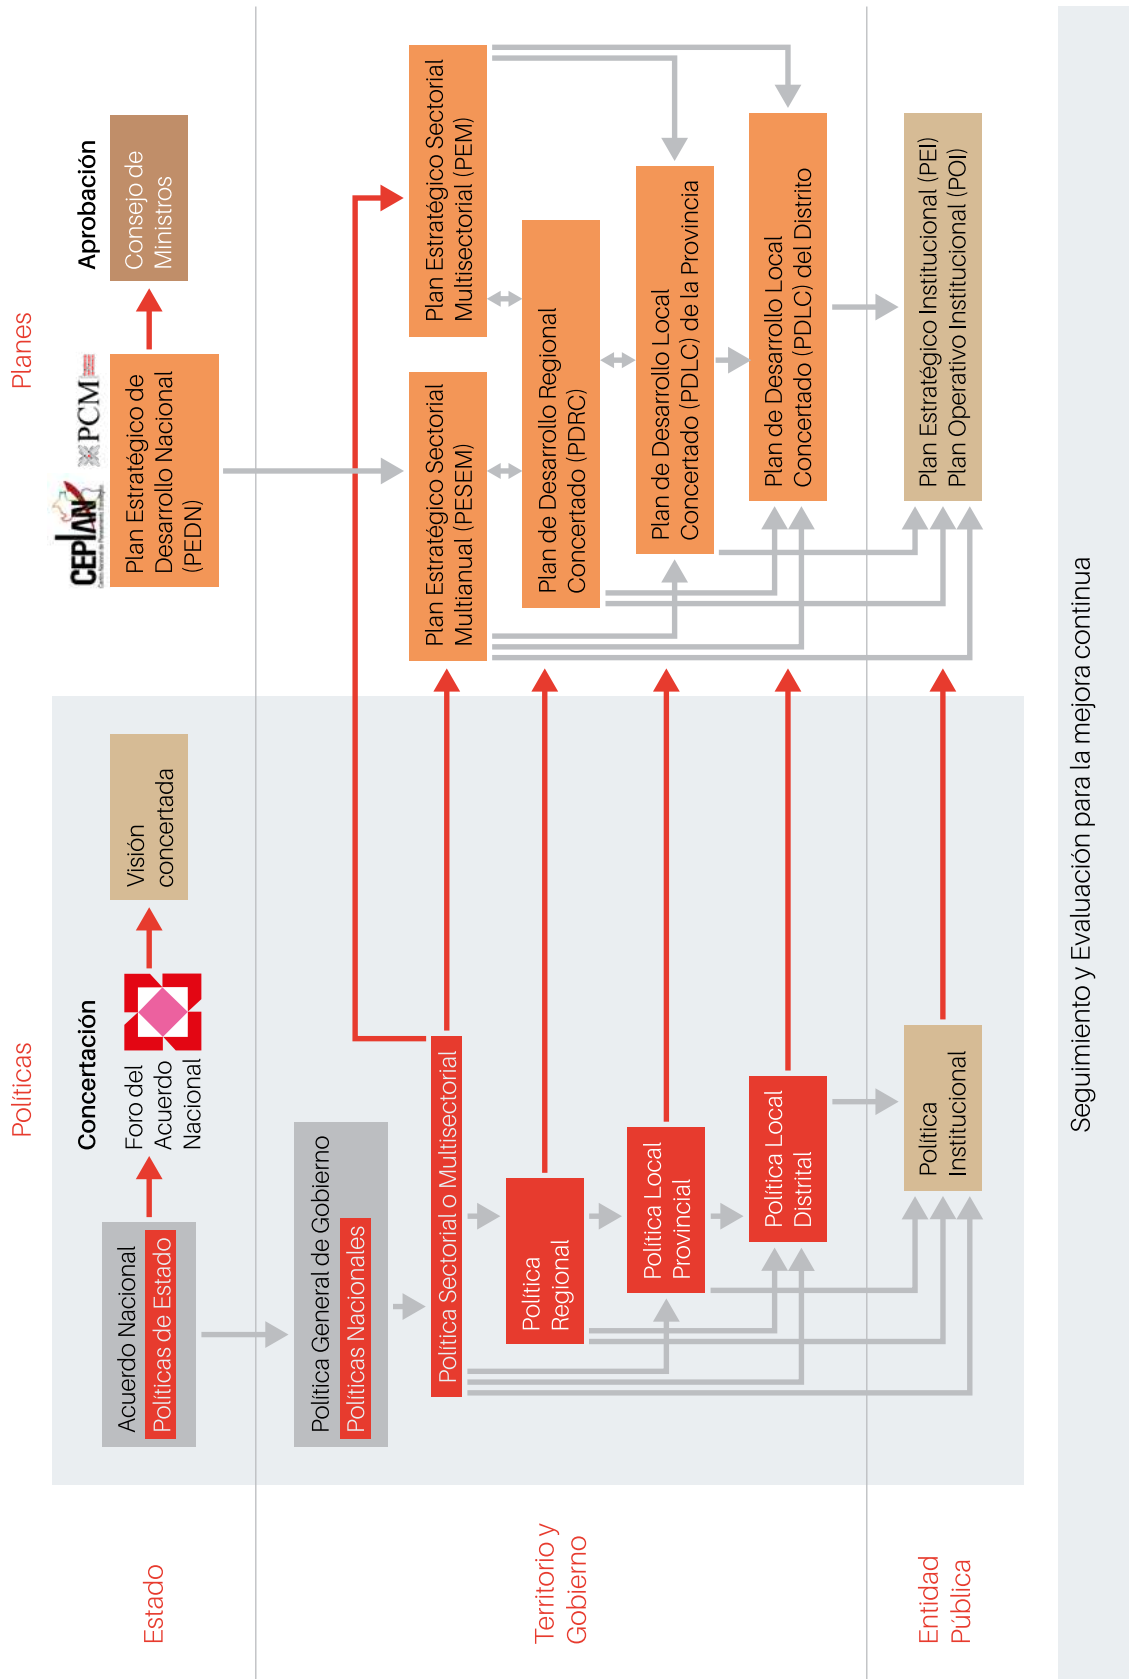 Políticas
Planes
Estado
Concertación
Aprobación
Acuerdo Nacional
Políticas de Estado
Foro del
Acuerdo
Nacional
Visión
concertada
CEPLAN
PCM
Plan Estratégico de
Desarrollo Nacional
(PEDN)
Consejo de
Ministros
Territorio y
Gobierno
Política General de Gobierno
Políticas Nacionales
Política Sectorial o Multisectorial
Plan Estratégico Sectorial
Multianual (PESEM)
Plan Estratégico Sectorial
Multisectorial (PEM)
Política
Regional
Plan de Desarrollo Regional
Concertado (PDRC)
Política Local
Provincial
Plan de Desarrollo Local
Concertado (PDLC) de la Provincia
Política Local
Distrital
Plan de Desarrollo Local
Concertado (PDLC) del Distrito
Entidad
Pública
Política
Institucional
Plan Estratégico Institucional (PEI)
Plan Operativo Institucional (POI)
Seguimiento y Evaluación para la mejora continua